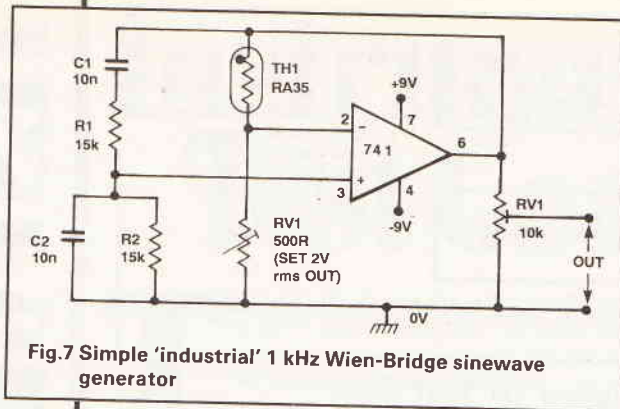 C1
10n
R1
15k
C2
10n
R2
15k
TH1
RA35
RV1
500R
(SET 2V
rms OUT)
+9V
2
−
7
741
6
+
3
4
-9V
RV1
10k
OUT
0V
Fig.7 Simple 'industrial' 1 kHz Wien-Bridge sinewave
generator